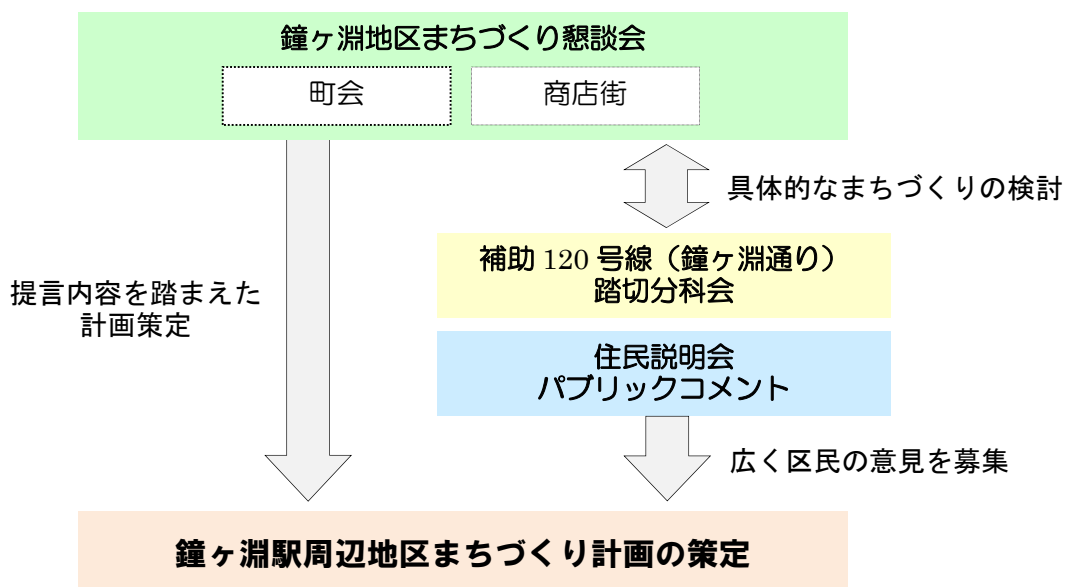 鐘ヶ淵地区まちづくり懇談会
町会
商店街
具体的なまちづくりの検討
補助 120 号線（鐘ヶ淵通り）
踏切分科会
提言内容を踏まえた
計画策定
住民説明会
パブリックコメント
広く区民の意見を募集
鐘ヶ淵駅周辺地区まちづくり計画の策定